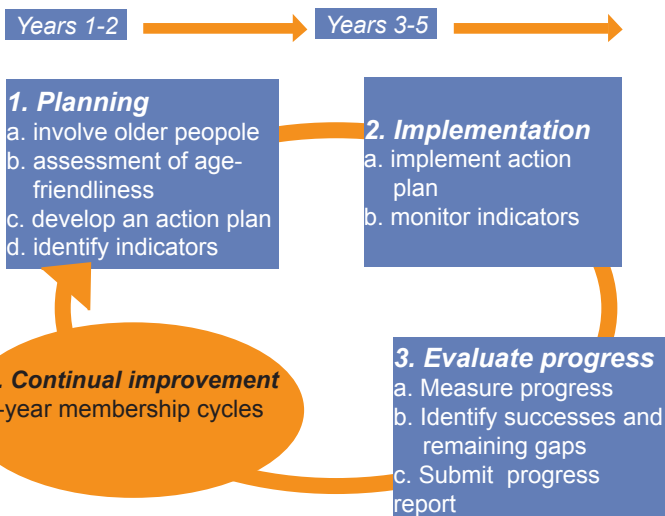 Years 1-2
Years 3-5
1. Planning
a. involve older peopole
b. assessment of age-
friendliness
c. develop an action plan
d. identify indicators
2. Implementation
a. implement action
plan
b. monitor indicators
3. Evaluate progress
a. Measure progress
b. Identify successes and
remaining gaps
c. Submit progress
report
. Continual improvement
-year membership cycles